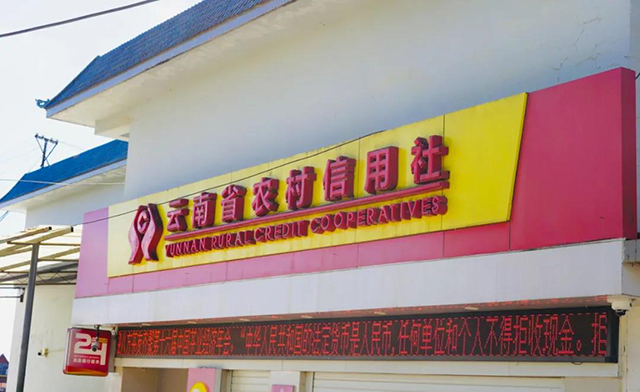 云南省农村信用社
YUNNAN RURAL CREDIT COOPERATIVES
24
中华人民共和国的法定货币是人民币,任何单位和个人不得拒收现金。拒